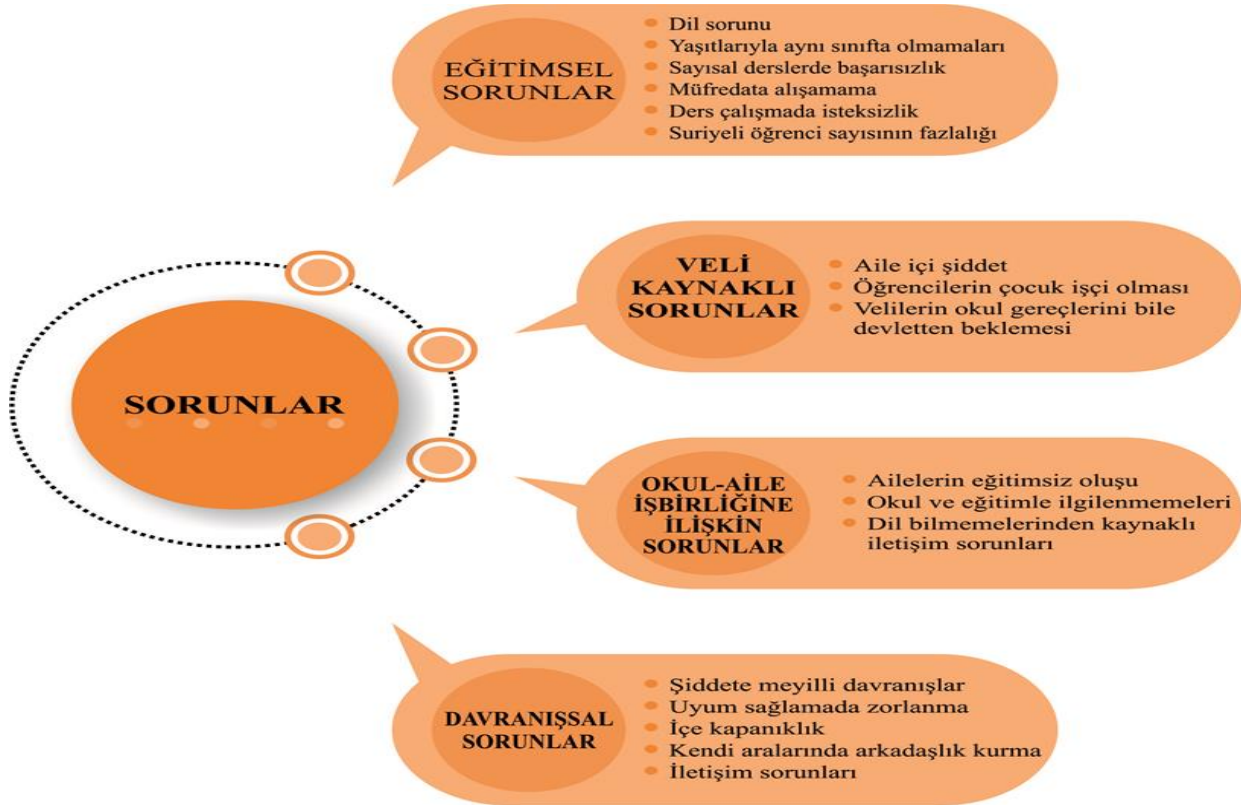 EĞİTİMSEL
SORUNLAR
Dil sorunu
Yaşıtlarıyla aynı sınıfta olmamaları
Sayısal derslerde başarısızlık
Müfredata alışamama
Ders çalışmada isteksizlik
Suriyeli öğrenci sayısının fazlalığı
SORUNLAR
VELİ
KAYNAKLI
SORUNLAR
Aile içi şiddet
Öğrencilerin çocuk işçi olması
Velilerin okul gereçlerini bile
devletten beklemesi
OKUL-AİLE
İŞBİRLİĞİNE
İLİŞKİN
SORUNLAR
Ailelerin eğitimsiz oluşu
Okul ve eğitimle ilgilenmemeleri
Dil bilmemelerinden kaynaklı
iletişim sorunları
DAVRANIŞSAL
SORUNLAR
Şiddete meyilli davranışlar
Uyum sağlamada zorlanma
İçe kapanıklık
Kendi aralarında arkadaşlık kurma
İletişim sorunları